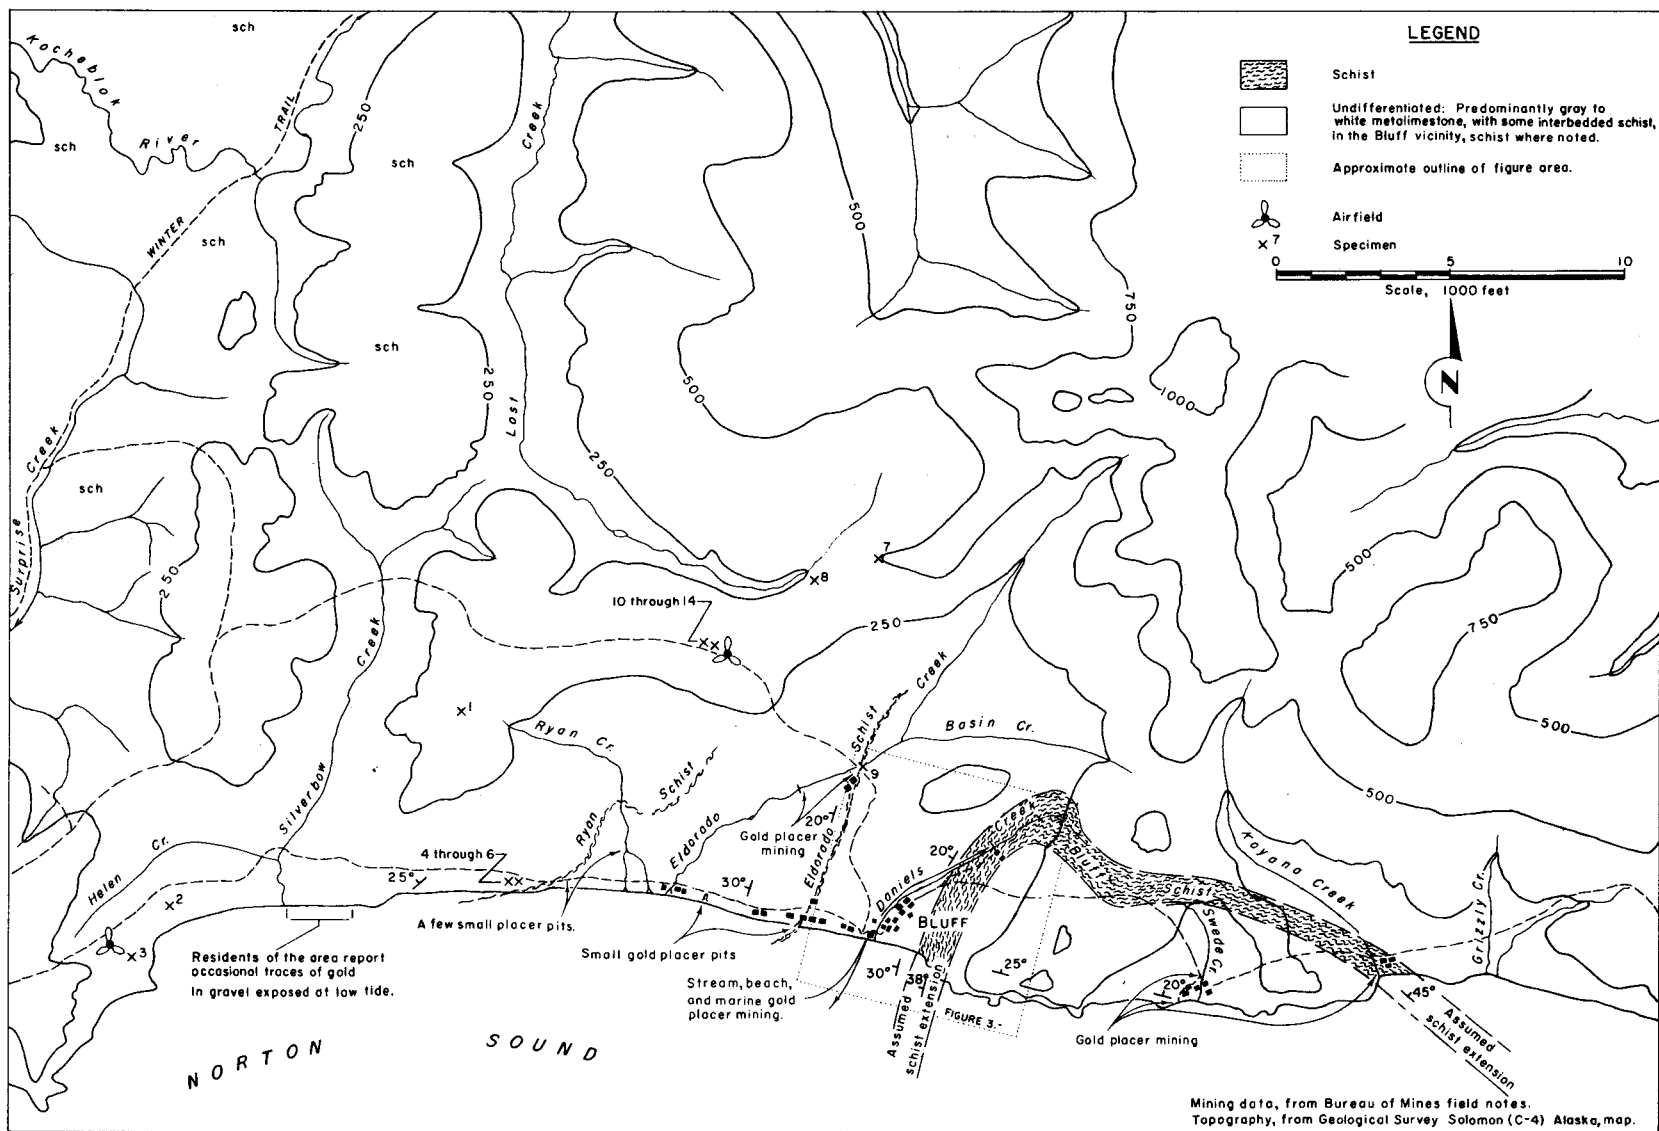 LEGEND
Schist
Undifferentiated: Predominantly gray to
white metalimestone, with some interbedded schist,
in the Bluff vicinity, schist where noted.
Approximate outline of figure area.
Airfield
×7 Specimen
0 5 10
Scale, 1000 feet
N
sch
Kocheblok
River
sch
TRAIL
WINTER
sch
250
sch
sch
sch
Creek
Lost
250
500
500
750
1000
250
Surprise Creek
250
Silverbow Creek
10 through 14
8
7
250
500
750
500
500
1
Ryan Cr.
Ryan Schist
Eldorado Creek
Basin Cr.
Eldorado Schist
9
20°
Gold placer
mining
Helen Cr.
2
3
25°
4 through 6
A few small placer pits.
30°
Small gold placer pits
Residents of the area report
occasional traces of gold
in gravel exposed at low tide.
Stream, beach,
and marine gold
placer mining.
Daniels Creek
20°
BLUFF
Bluff Schist
30°
38°
25°
Assumed
schist extension
FIGURE 3.-
Swede Cr.
20°
Koyana Creek
Grizzly Cr.
45°
Assumed
schist extension
Gold placer mining
NORTON SOUND
Mining data, from Bureau of Mines field notes.
Topography, from Geological Survey Solomon (C-4) Alaska, map.